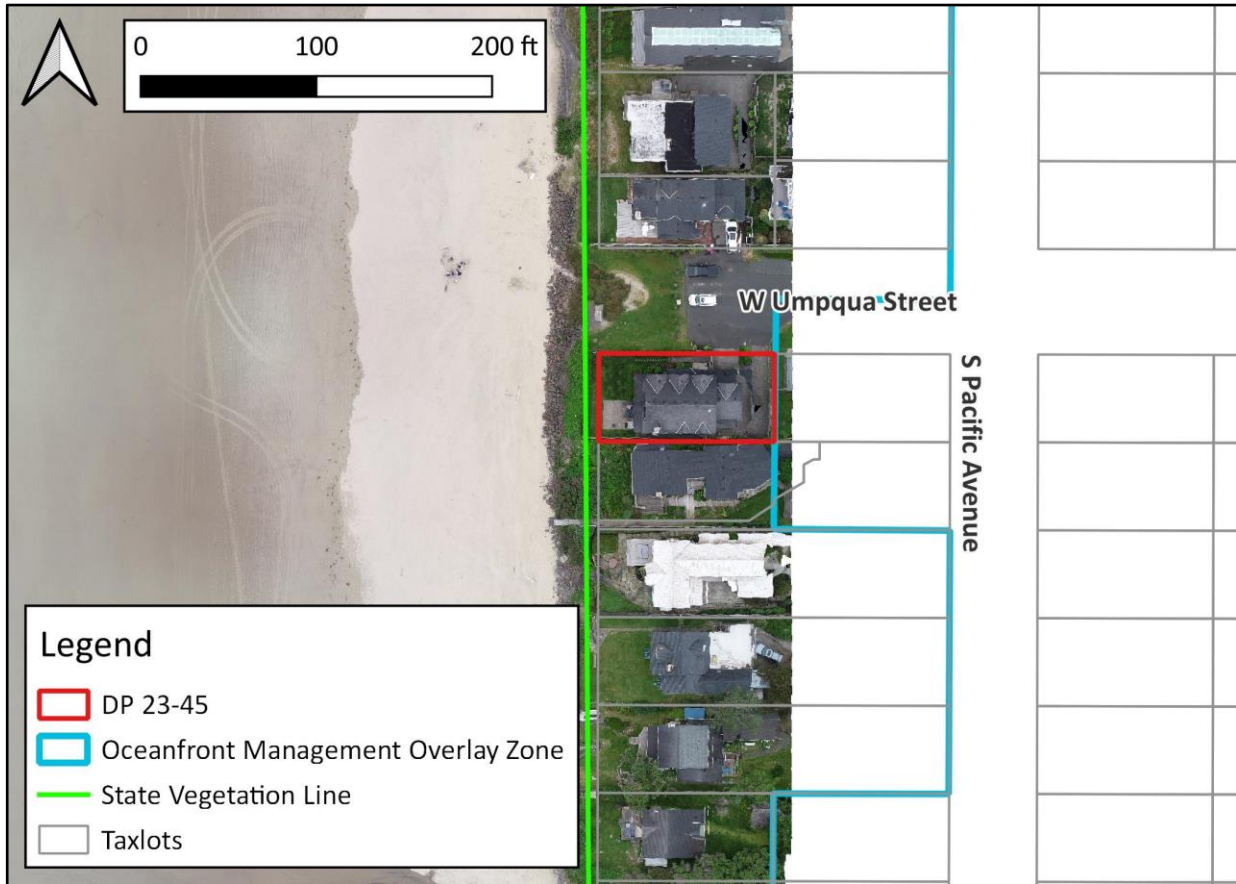 0 100 200 ft
W Umpqua Street
S Pacific Avenue
Legend
DP 23-45
Oceanfront Management Overlay Zone
State Vegetation Line
Taxlots